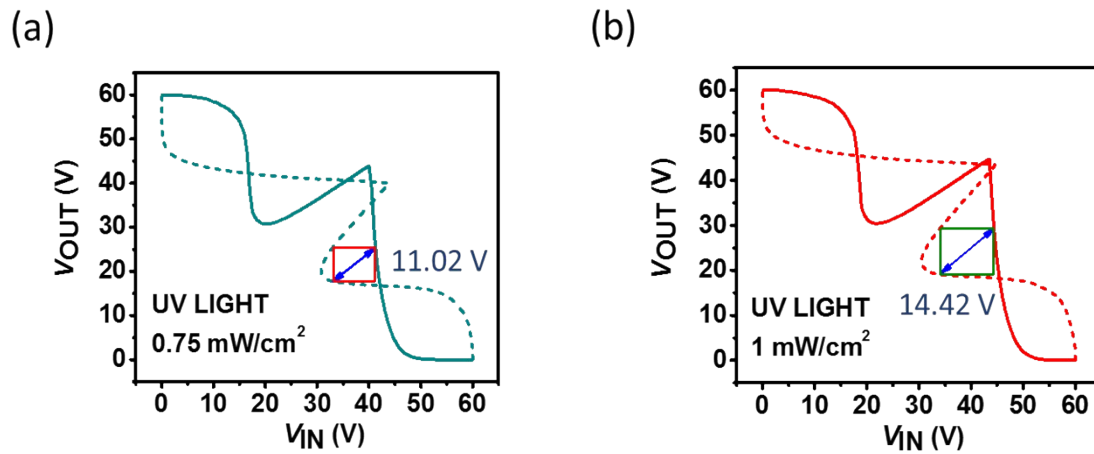 (a)
60
50
40
30
20
10
0
VOUT (V)
11.02 V
UV LIGHT
0.75 mW/cm²
0 10 20 30 40 50 60
VIN (V)
(b)
60
50
40
30
20
10
0
VOUT (V)
14.42 V
UV LIGHT
1 mW/cm²
0 10 20 30 40 50 60
VIN (V)